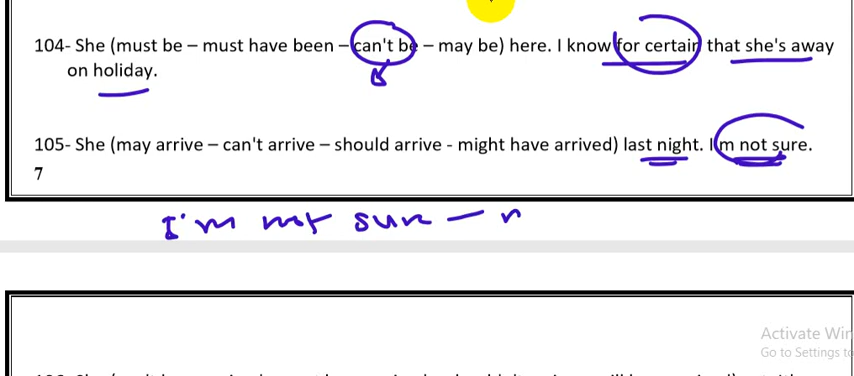 104- She (must be – must have been – can't be – may be) here. I know for certain that she's away
on holiday.
105- She (may arrive – can't arrive – should arrive - might have arrived) last night. I'm not sure.
7
I'm not sure —
Activate Win
Go to Settings to